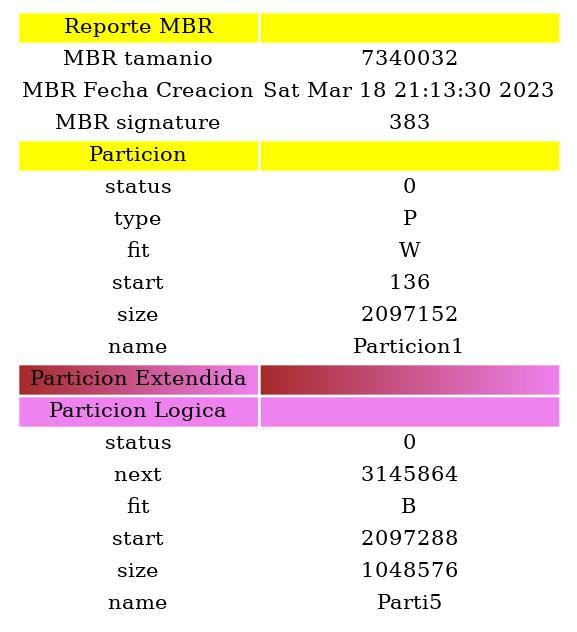 Reporte MBR
MBR tamanio 7340032
MBR Fecha Creacion Sat Mar 18 21:13:30 2023
MBR signature 383
Particion
status 0
type P
fit W
start 136
size 2097152
name Particion1
Particion Extendida
Particion Logica
status 0
next 3145864
fit B
start 2097288
size 1048576
name Parti5